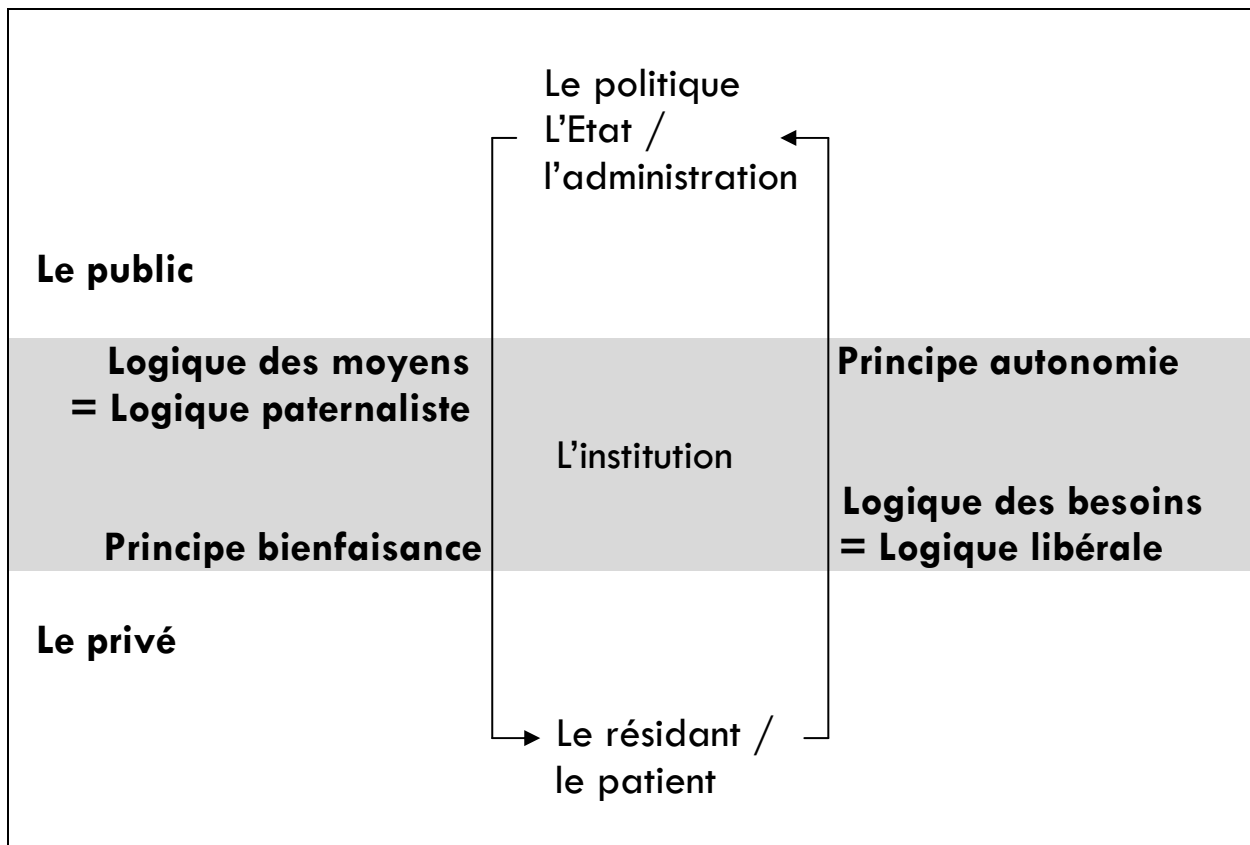 Le politique
L'Etat /
l'administration
Le public
Logique des moyens
= Logique paternaliste
Principe autonomie
L'institution
Logique des besoins
= Logique libérale
Principe bienfaisance
Le privé
Le résidant /
le patient